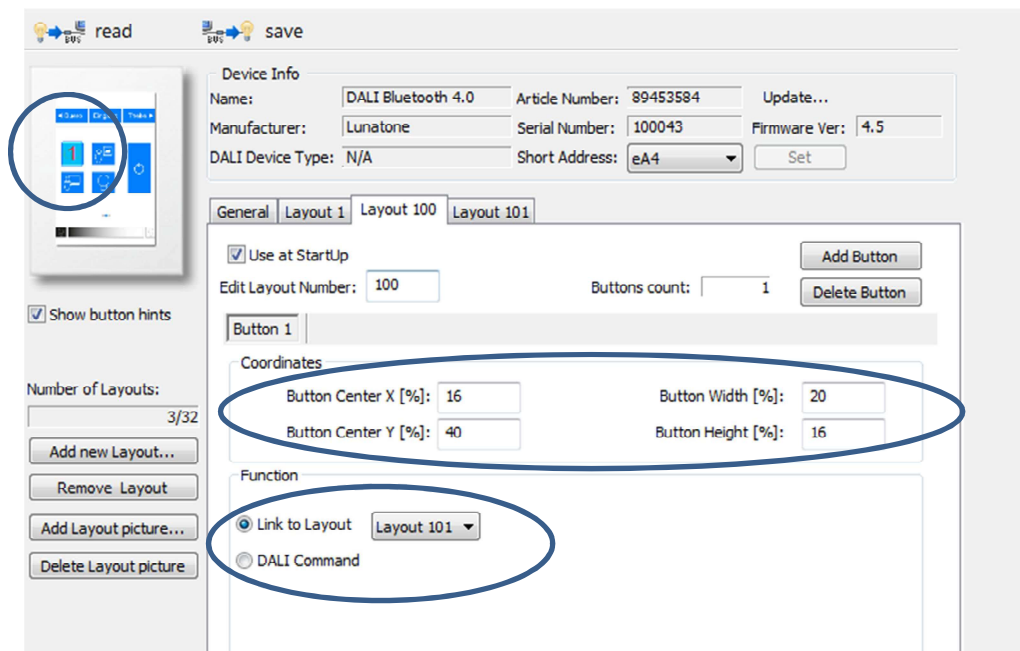 read save
Device Info
Name: DALI Bluetooth 4.0 Article Number: 89453584 Update...
Manufacturer: Lunatone Serial Number: 100043 Firmware Ver: 4.5
DALI Device Type: N/A Short Address: eA4 Set
1
General Layout 1 Layout 100 Layout 101
Use at StartUp Add Button
Edit Layout Number: 100 Buttons count: 1 Delete Button
Show button hints
Button 1
Coordinates
Button Center X [%]: 16 Button Width [%]: 20
Button Center Y [%]: 40 Button Height [%]: 16
Number of Layouts:
3/32
Add new Layout...
Remove Layout
Add Layout picture...
Delete Layout picture
Function
Link to Layout Layout 101
DALI Command